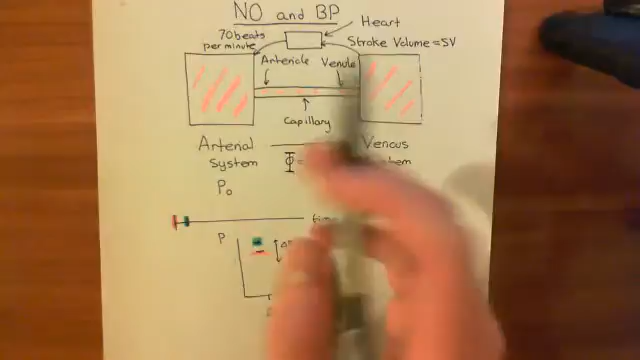 NO and BP
Heart
70 beats
per minute
Stroke Volume = SV
Arteriole
Venule
Capillary
Arterial
System
Venous
Φ =
P₀
P